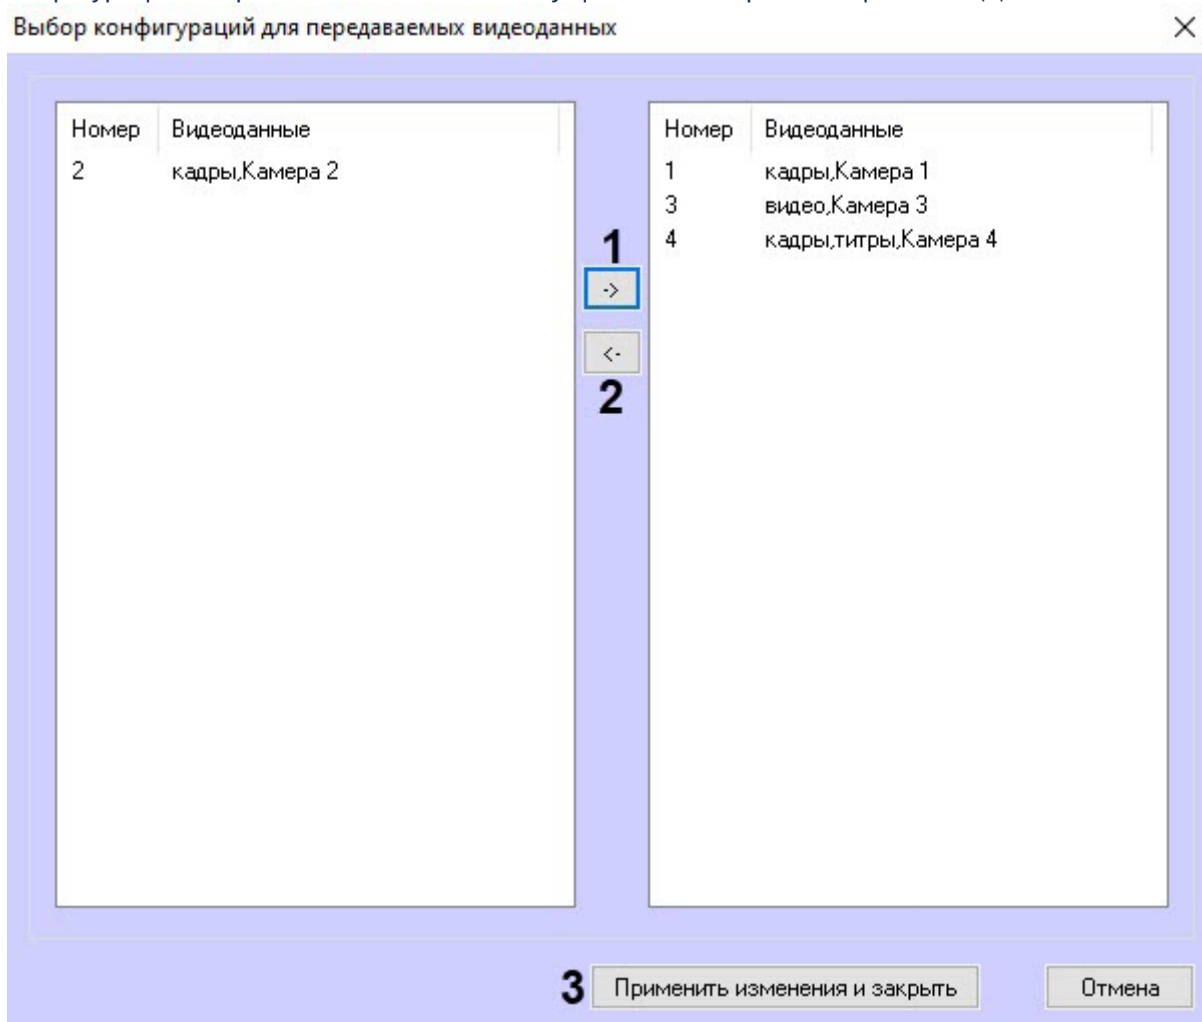 Выбор конфигураций для передаваемых видеоданных
Номер Видеоданные
2 кадры,Камера 2
Номер Видеоданные
1 кадры,Камера 1
3 видео,Камера 3
4 кадры,титры,Камера 4
1
->
<-
2
3 Применить изменения и закрыть Отмена